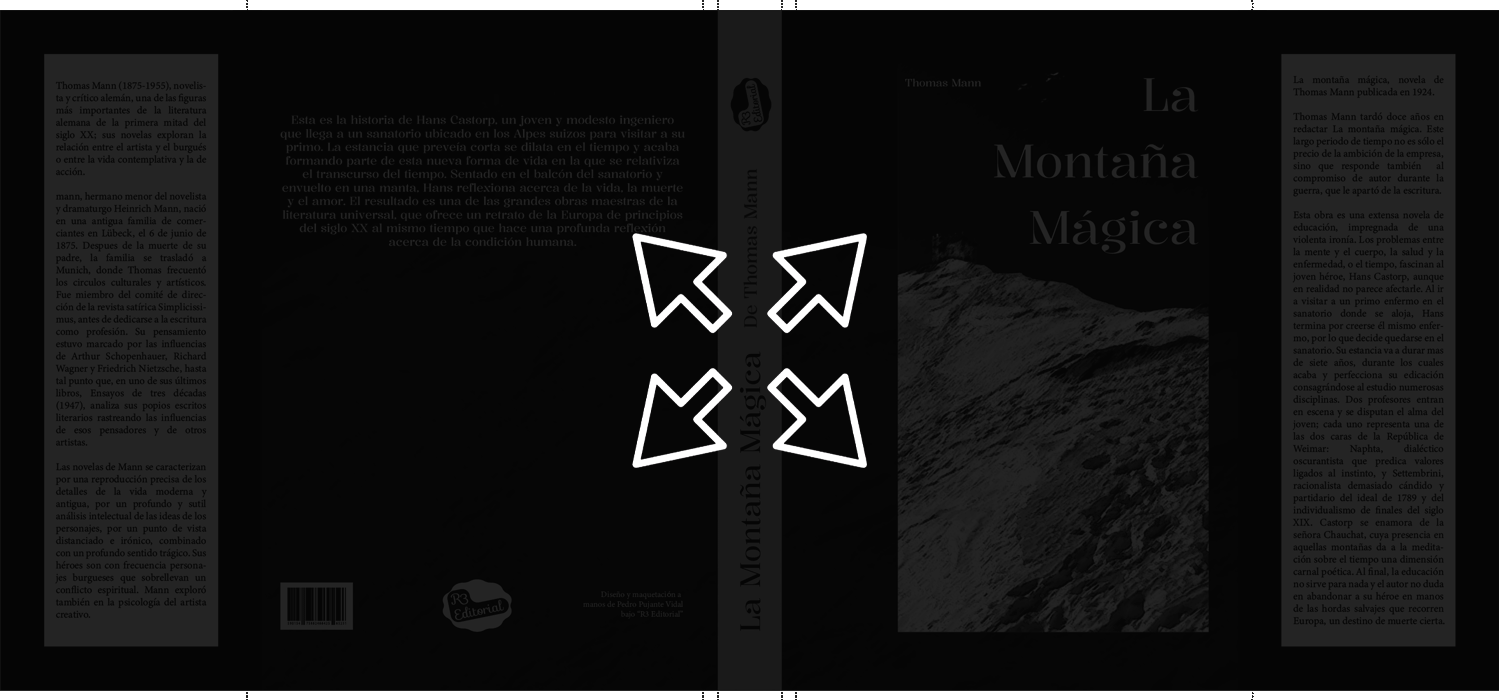 Thomas Mann (1875-1955), novelis-
ta y crítico alemán, una de las figuras
más importantes de la literatura
alemana de la primera mitad del
siglo XX; sus novelas exploran la
relación entre el artista y el burgués
o entre la vida contemplativa y la de
acción.
mann, hermano menor del novelista
y dramaturgo Heinrich Mann, nació
en una antigua familia de comer-
ciantes en Lübeck, el 6 de junio de
1875. Despues de la muerte de su
padre, la familia se trasladó a
Munich, donde Thomas frecuentó
los circulos culturales y artísticos.
Fue miembro del comité de direc-
ción de la revista satírica Simplicissi-
mus, antes de dedicarse a la escritura
como profesión. Su pensamiento
estuvo marcado por las influencias
de Arthur Schopenhauer, Richard
Wagner y Friedrich Nietzsche, hasta
tal punto que, en uno de sus últimos
libros, Ensayos de tres décadas
(1947), analiza sus popios escritos
literarios rastreando las influencias
de esos pensadores y de otros
artistas.
Las novelas de Mann se caracterizan
por una reproducción precisa de los
detalles de la vida moderna y
antigua, por un profundo y sutil
análisis intelectual de las ideas de los
personajes, por un punto de vista
distanciado e irónico, combinado
con un profundo sentido trágico. Sus
héroes son con frecuencia persona-
jes burgueses que sobrellevan un
conflicto espiritual. Mann exploró
también en la psicología del artista
creativo.
Esta es la historia de Hans Castorp, un joven y modesto ingeniero
que llega a un sanatorio ubicado en los Alpes suizos para visitar a su
primo. La estancia que preveía corta se dilata en el tiempo y acaba
formando parte de esta nueva forma de vida en la que se relativiza
el transcurso del tiempo. Sentado en el balcón del sanatorio y
envuelto en una manta, Hans reflexiona acerca de la vida, la muerte
y el amor. El resultado es una de las grandes obras maestras de la
literatura universal, que ofrece un retrato de la Europa de principios
del siglo XX al mismo tiempo que hace una profunda reflexión
acerca de la condición humana.
R3
Editorial
Diseño y maquetación a
manos de Pedro Pajarón Vidal
bajo "R3 Editorial"
R3
Editorial
La Montaña Mágica De Thomas Mann
Thomas Mann
La
Montaña
Mágica
La montaña mágica, novela de
Thomas Mann publicada en 1924.
Thomas Mann tardó doce años en
redactar La montaña mágica. Este
largo periodo de tiempo no es sólo el
precio de la ambición de la empresa,
sino que responde también al
compromiso de autor durante la
guerra, que le apartó de la escritura.
Esta obra es una extensa novela de
educación, impregnada de una
violenta ironía. Los problemas entre
la mente y el cuerpo, la salud y la
enfermedad, o el tiempo, fascinan al
joven héroe, Hans Castorp, aunque
en realidad no parece afectarle. Al ir
a visitar a un primo enfermo en el
sanatorio donde se aloja, Hans
termina por creerse él mismo enfer-
mo, por lo que decide quedarse en el
sanatorio. Su estancia va a durar mas
de siete años, durante los cuales
acaba y perfecciona su edicación
consagrándose al estudio numerosas
disciplinas. Dos profesores entran
en escena y se disputan el alma del
joven; cada uno representa una de
las dos caras de la República de
Weimar: Naphta, dialéctico
oscurantista que predica valores
ligados al instinto, y Settembrini,
racionalista demasiado cándido y
partidario del ideal de 1789 y del
individualismo de finales del siglo
XIX. Castorp se enamora de la
señora Chauchat, cuya presencia en
aquellas montañas da a la medita-
ción sobre el tiempo una dimensión
carnal poética. Al final, la educación
no sirve para nada y el autor no duda
en abandonar a su héroe en manos
de las hordas salvajes que recorren
Europa, un destino de muerte cierta.